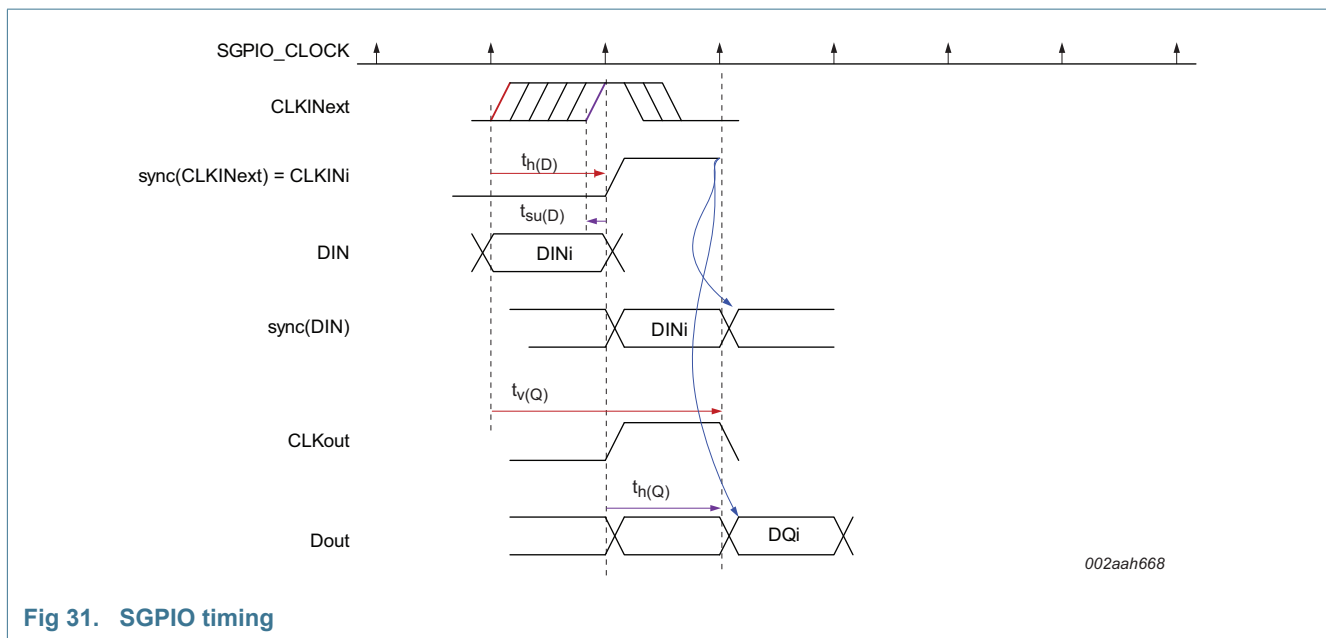 SGPIO_CLOCK
CLKINext
sync(CLKINext) = CLKINi
th(D)
tsu(D)
DIN
DINi
sync(DIN)
DINi
tv(Q)
CLKout
th(Q)
Dout
DQi
002aah668
Fig 31. SGPIO timing